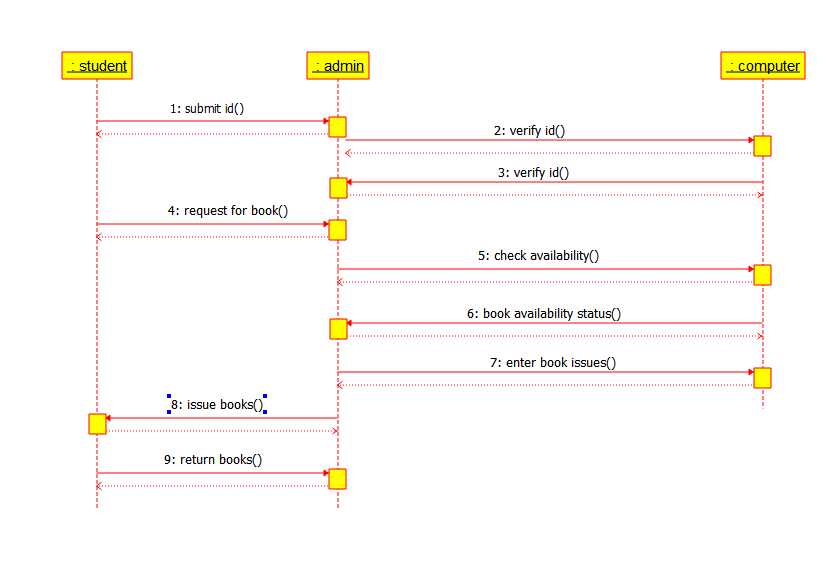 : student
: admin
: computer
1: submit id()
2: verify id()
3: verify id()
4: request for book()
5: check availability()
6: book availability status()
7: enter book issues()
8: issue books()
9: return books()